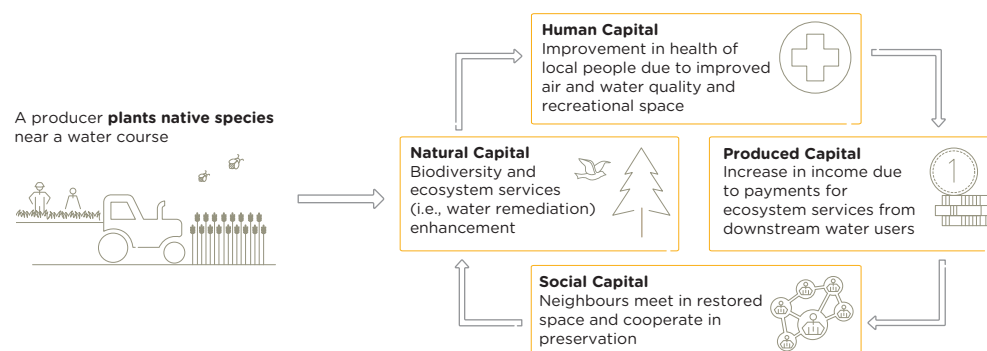 A producer plants native species
near a water course
Human Capital
Improvement in health of
local people due to improved
air and water quality and
recreational space
Natural Capital
Biodiversity and
ecosystem services
(i.e., water remediation)
enhancement
Produced Capital
Increase in income due
to payments for
ecosystem services from
downstream water users
1
Social Capital
Neighbours meet in restored
space and cooperate in
preservation